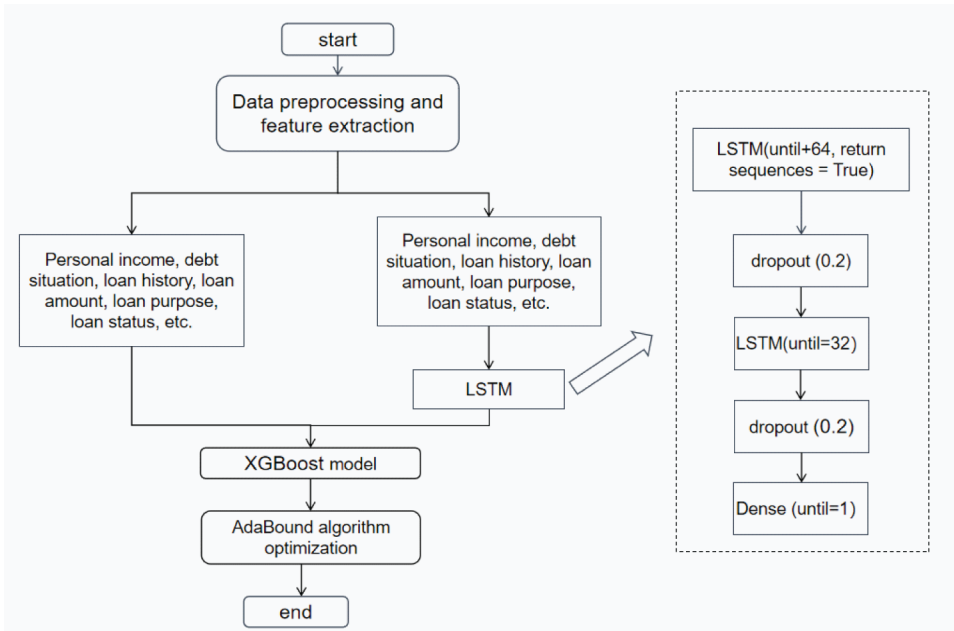 start
Data preprocessing and
feature extraction
Personal income, debt
situation, loan history, loan
amount, loan purpose,
loan status, etc.
Personal income, debt
situation, loan history, loan
amount, loan purpose,
loan status, etc.
LSTM
XGBoost model
AdaBound algorithm
optimization
end
LSTM(until+64, return
sequences = True)
dropout (0.2)
LSTM(until=32)
dropout (0.2)
Dense (until=1)